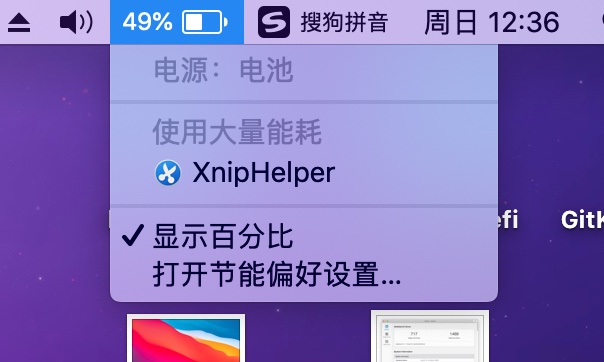 49% 搜狗拼音 周日 12:36
电源：电池
使用大量能耗
XnipHelper
efi GitK
显示百分比
打开节能偏好设置...